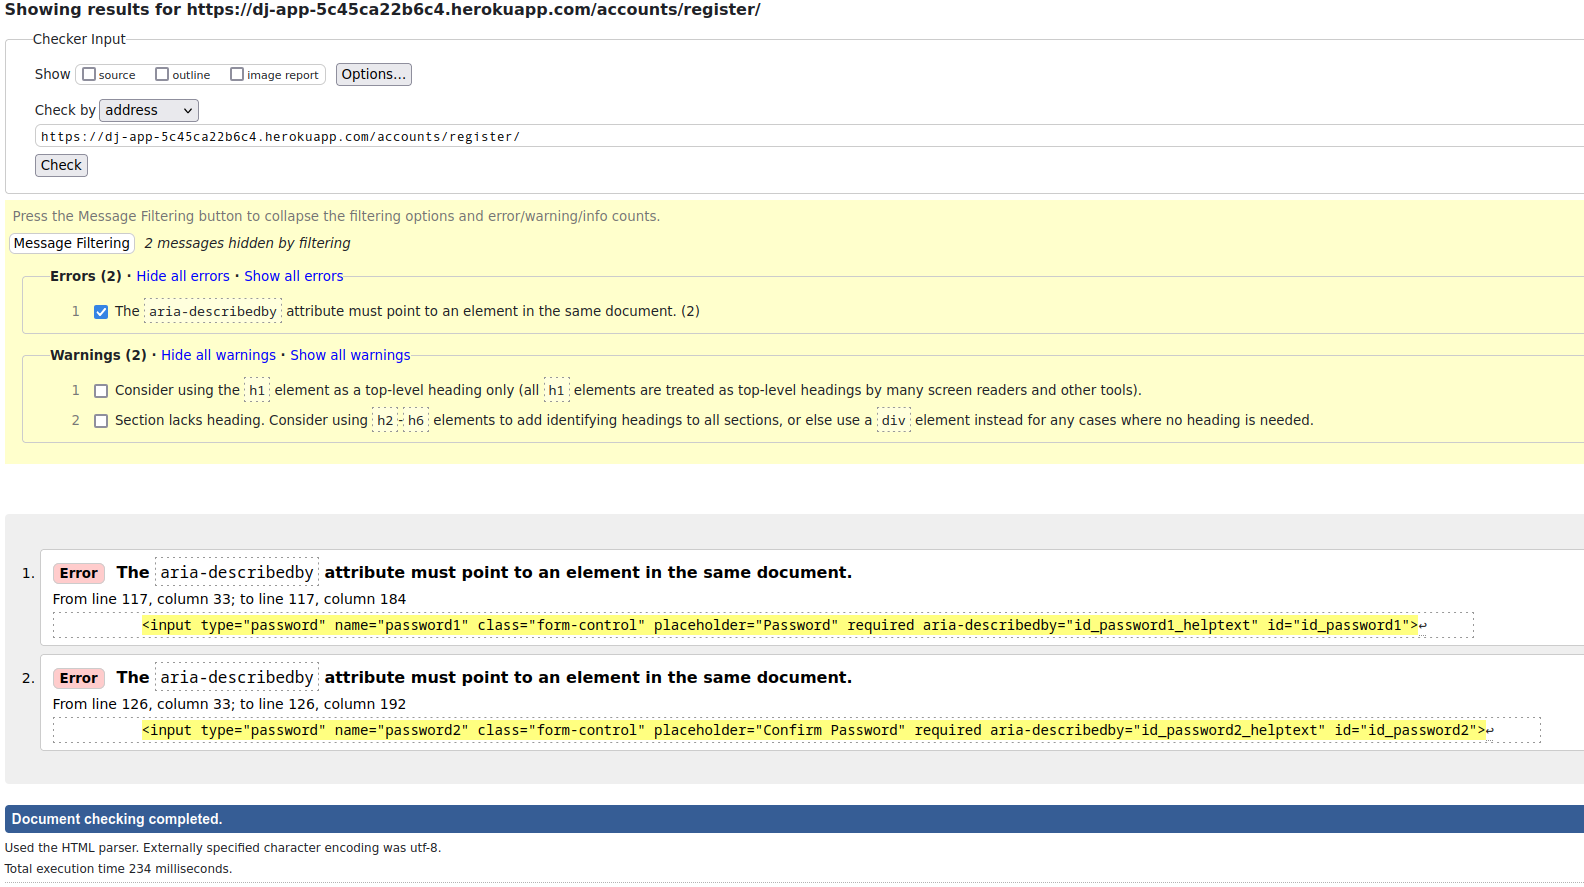 Showing results for https://dj-app-5c45ca22b6c4.herokuapp.com/accounts/register/
Checker Input
Show source outline image report Options...
Check by address
https://dj-app-5c45ca22b6c4.herokuapp.com/accounts/register/
Check
Press the Message Filtering button to collapse the filtering options and error/warning/info counts.
Message Filtering 2 messages hidden by filtering
Errors (2) · Hide all errors · Show all errors
1 The aria-describedby attribute must point to an element in the same document. (2)
Warnings (2) · Hide all warnings · Show all warnings
1 Consider using the h1 element as a top-level heading only (all h1 elements are treated as top-level headings by many screen readers and other tools).
2 Section lacks heading. Consider using h2-h6 elements to add identifying headings to all sections, or else use a div element instead for any cases where no heading is needed.
1. Error The aria-describedby attribute must point to an element in the same document.
From line 117, column 33; to line 117, column 184
<input type="password" name="password1" class="form-control" placeholder="Password" required aria-describedby="id_password1_helptext" id="id_password1">↩
2. Error The aria-describedby attribute must point to an element in the same document.
From line 126, column 33; to line 126, column 192
<input type="password" name="password2" class="form-control" placeholder="Confirm Password" required aria-describedby="id_password2_helptext" id="id_password2">↩
Document checking completed.
Used the HTML parser. Externally specified character encoding was utf-8.
Total execution time 234 milliseconds.